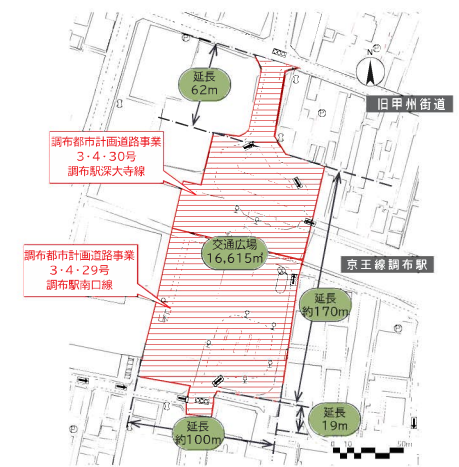 延長
62m
N
旧甲州街道
調布都市計画道路事業
3・4・30号
調布駅深大寺線
交通広場
16,615㎡
調布都市計画道路事業
3・4・29号
調布駅南口線
京王線調布駅
延長
約170m
延長
約100m
延長
19m
0 10 50m